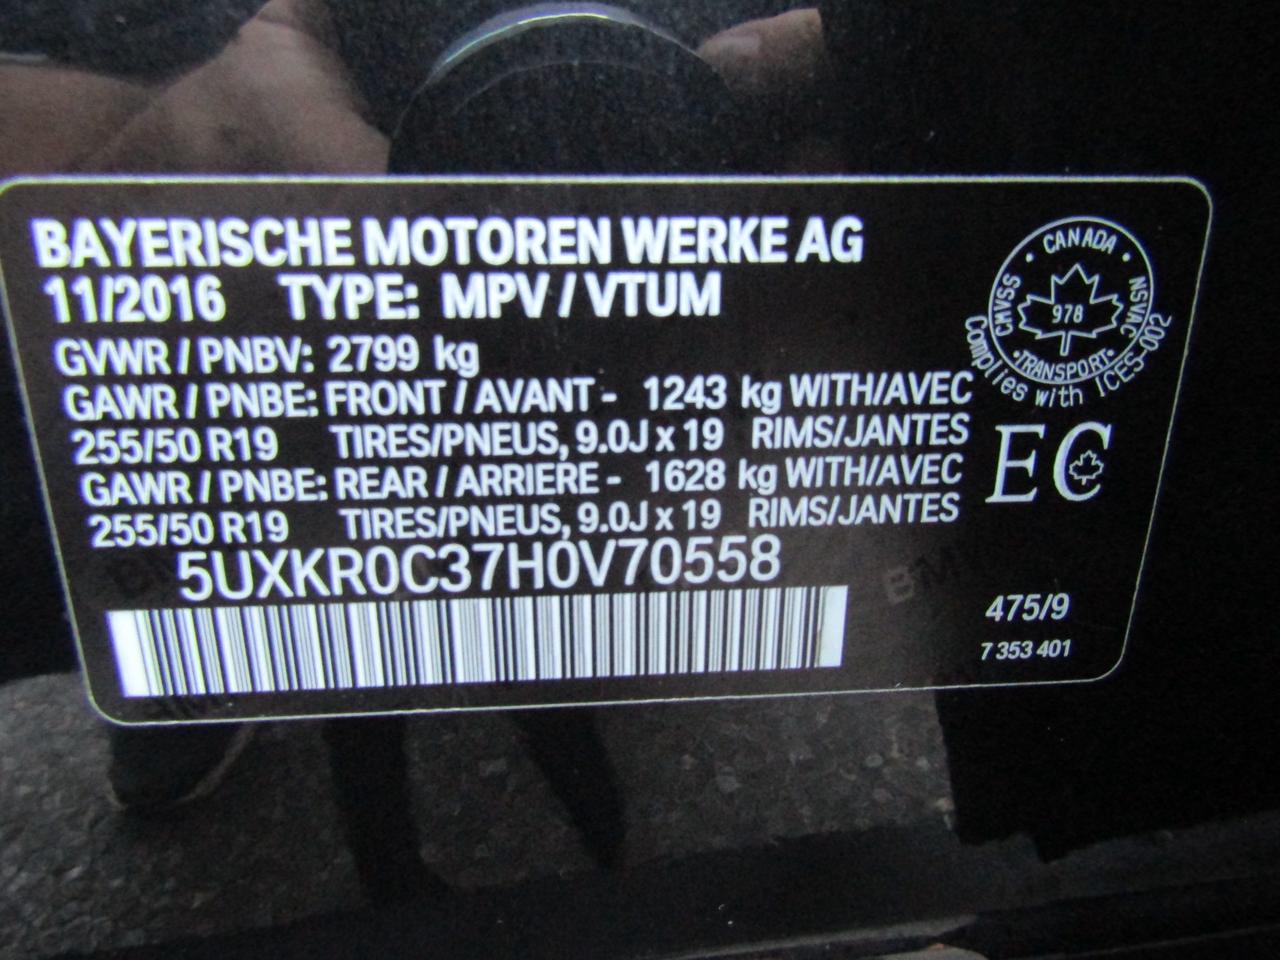 BAYERISCHE MOTOREN WERKE AG
11/2016 TYPE: MPV / VTUM
GVWR / PNBV: 2799 kg
GAWR / PNBE: FRONT / AVANT - 1243 kg WITH/AVEC
255/50 R19 TIRES/PNEUS, 9.0J x 19 RIMS/JANTES
GAWR / PNBE: REAR / ARRIERE - 1628 kg WITH/AVEC
255/50 R19 TIRES/PNEUS, 9.0J x 19 RIMS/JANTES
5UXKR0C37H0V70558
CANADA
CMVSS
978
NSVAC
TRANSPORT
Complies with ICES-002
EC
475/9
7 353 401